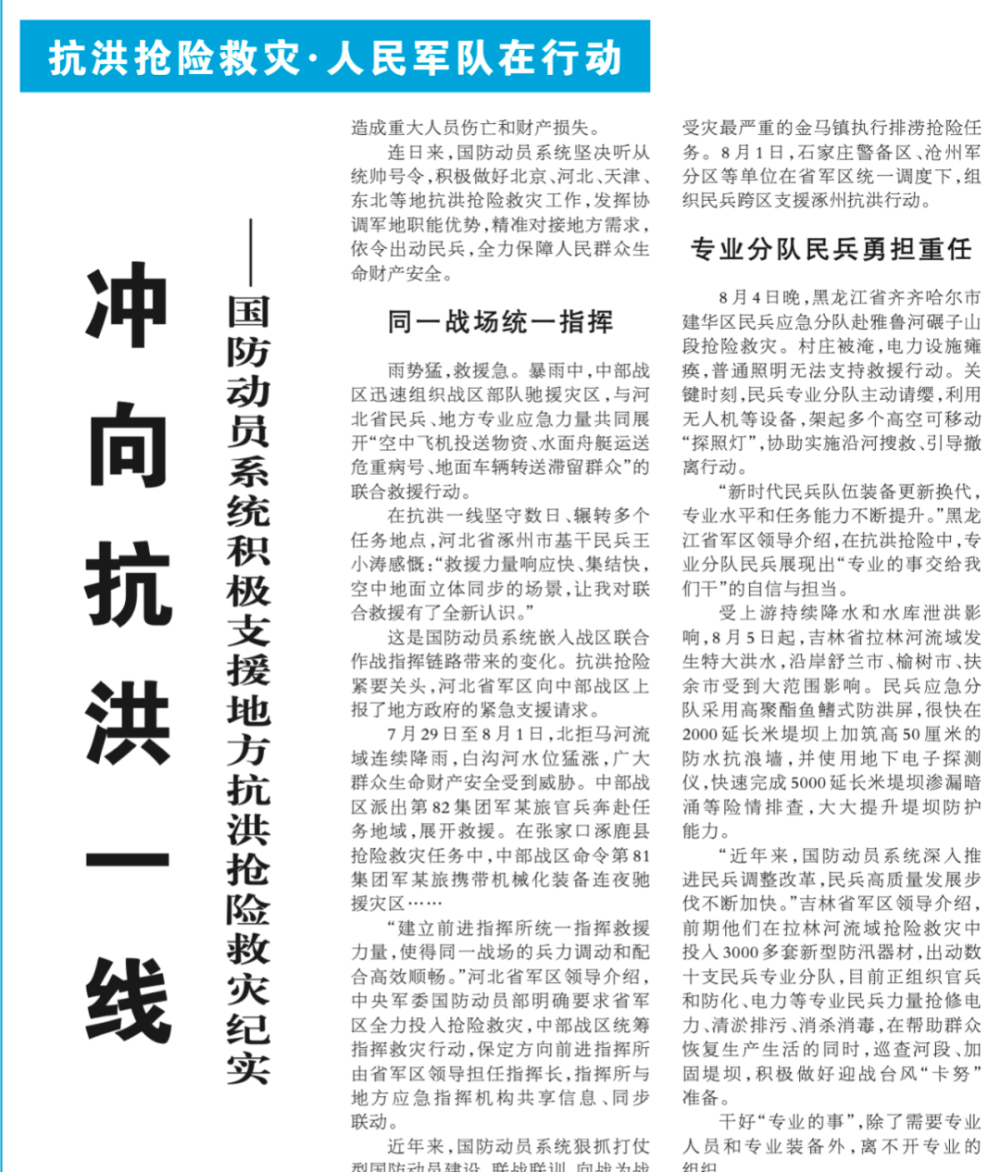 抗洪抢险救灾·人民军队在行动
冲向抗洪一线
——国防动员系统积极支援地方抗洪抢险救灾纪实
造成重大人员伤亡和财产损失。
连日来,国防动员系统坚决听从
统帅号令,积极做好北京、河北、天津、
东北等地抗洪抢险救灾工作,发挥协
调军地职能优势,精准对接地方需求,
依令出动民兵,全力保障人民群众生
命财产安全。
同一战场统一指挥
雨势猛,救援急。暴雨中,中部战
区迅速组织战区部队驰援灾区,与河
北省民兵、地方专业应急力量共同展
开“空中飞机投送物资、水面舟艇运送
危重病号、地面车辆转送滞留群众”的
联合救援行动。
在抗洪一线坚守数日、辗转多个
任务地点,河北省涿州市基干民兵王
小涛感慨:“救援力量响应快、集结快,
空中地面立体同步的场景,让我对联
合救援有了全新认识。”
这是国防动员系统嵌入战区联合
作战指挥链路带来的变化。抗洪抢险
紧要关头,河北省军区向中部战区上
报了地方政府的紧急支援请求。
7月29日至8月1日,北拒马河流
域连续降雨,白沟河水位猛涨,广大
群众生命财产安全受到威胁。中部战
区派出第82集团军某旅官兵奔赴任
务地域,展开救援。在张家口涿鹿县
抢险救灾任务中,中部战区命令第81
集团军某旅携带机械化装备连夜驰
援灾区……
“建立前进指挥所统一指挥救援
力量,使得同一战场的兵力调动和配
合高效顺畅。”河北省军区领导介绍,
中央军委国防动员部明确要求省军
区全力投入抢险救灾,中部战区统筹
指挥救灾行动,保定方向前进指挥所
由省军区领导担任指挥长,指挥所与
地方应急指挥机构共享信息、同步
联动。
近年来,国防动员系统狠抓打仗
型国防动员建设,联战联训、向战为战
受灾最严重的金马镇执行排涝抢险任
务。8月1日,石家庄警备区、沧州军
分区等单位在省军区统一调度下,组
织民兵跨区支援涿州抗洪行动。
专业分队民兵勇担重任
8月4日晚,黑龙江省齐齐哈尔市
建华区民兵应急分队赴雅鲁河碾子山
段抢险救灾。村庄被淹,电力设施瘫
痪,普通照明无法支持救援行动。关
键时刻,民兵专业分队主动请缨,利用
无人机等设备,架起多个高空可移动
“探照灯”,协助实施沿河搜救、引导撤
离行动。
“新时代民兵队伍装备更新换代,
专业水平和任务能力不断提升。”黑龙
江省军区领导介绍,在抗洪抢险中,专
业分队民兵展现出“专业的事交给我
们干”的自信与担当。
受上游持续降水和水库泄洪影
响,8月5日起,吉林省拉林河流域发
生特大洪水,沿岸舒兰市、榆树市、扶
余市受到大范围影响。民兵应急分
队采用高聚酯鱼鳍式防洪屏,很快在
2000延长米堤坝上加筑高50厘米的
防水抗浪墙,并使用地下电子探测
仪,快速完成5000延长米堤坝渗漏暗
涌等险情排查,大大提升堤坝防护
能力。
“近年来,国防动员系统深入推
进民兵调整改革,民兵高质量发展步
伐不断加快。”吉林省军区领导介绍,
前期他们在拉林河流域抢险救灾中
投入3000多套新型防汛器材,出动数
十支民兵专业分队,目前正组织官兵
和防化、电力等专业民兵力量抢修电
力、清淤排污、消杀消毒,在帮助群众
恢复生产生活的同时,巡查河段、加
固堤坝,积极做好迎战台风“卡努”
准备。
干好“专业的事”,除了需要专业
人员和专业装备外,离不开专业的
组织